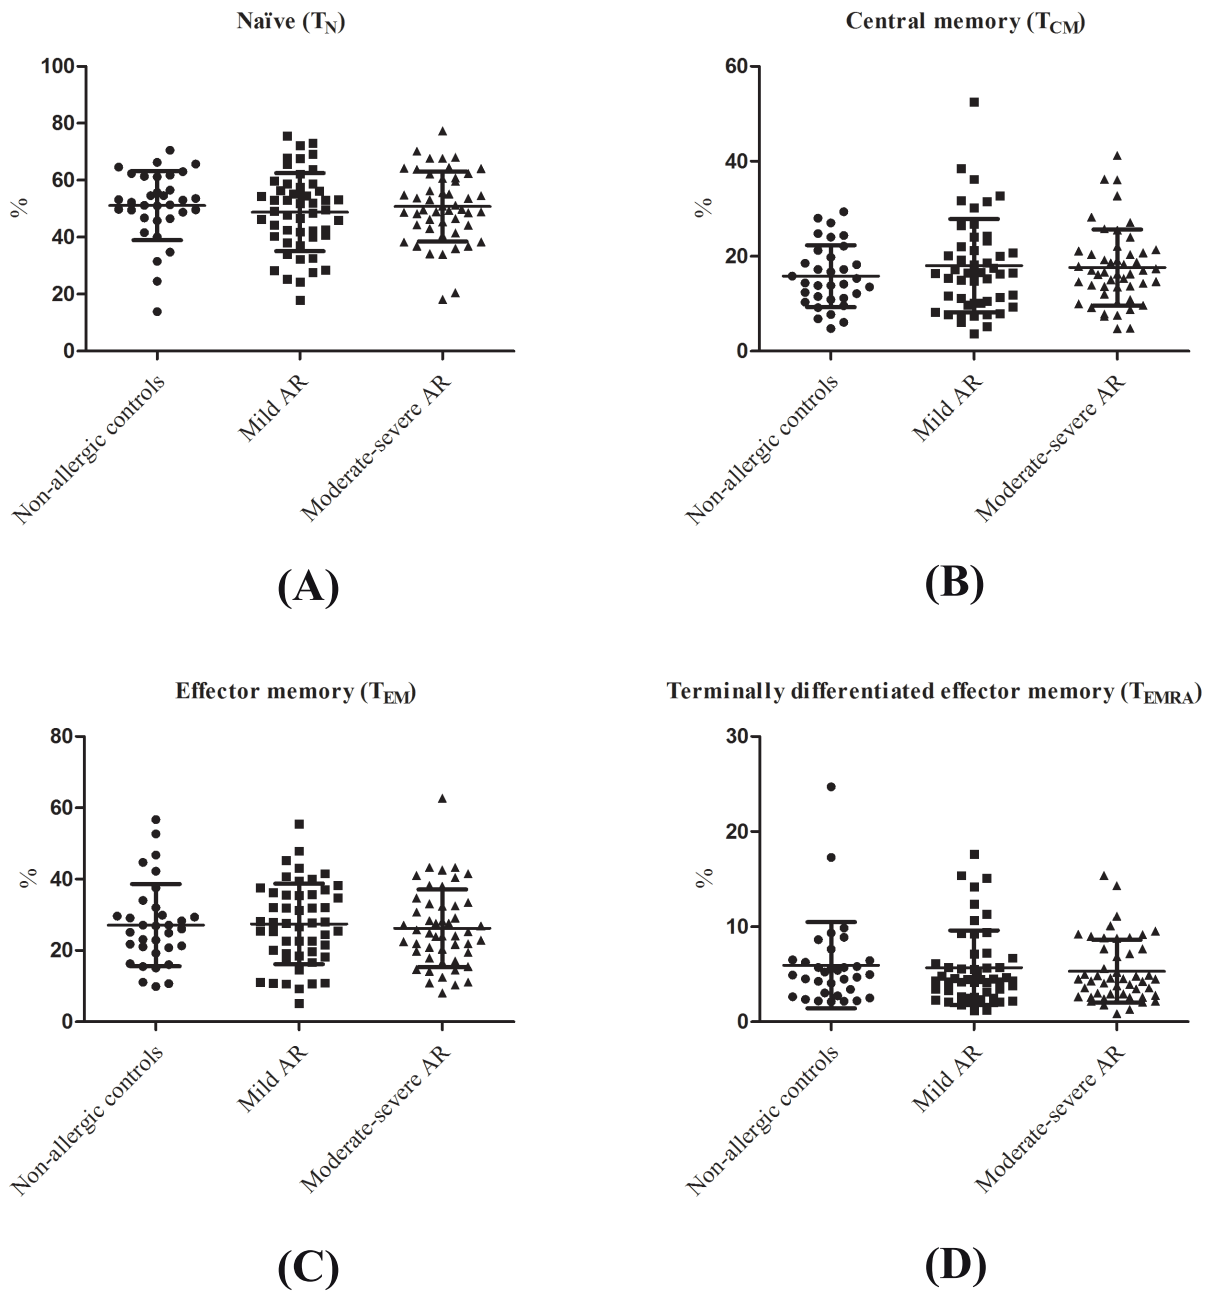 Naïve (TN)
%
100
80
60
40
20
0
Non-allergic controls
Mild AR
Moderate-severe AR
(A)
Central memory (TCM)
%
60
40
20
0
Non-allergic controls
Mild AR
Moderate-severe AR
(B)
Effector memory (TEM)
%
80
60
40
20
0
Non-allergic controls
Mild AR
Moderate-severe AR
(C)
Terminally differentiated effector memory (TEMRA)
%
30
20
10
0
Non-allergic controls
Mild AR
Moderate-severe AR
(D)